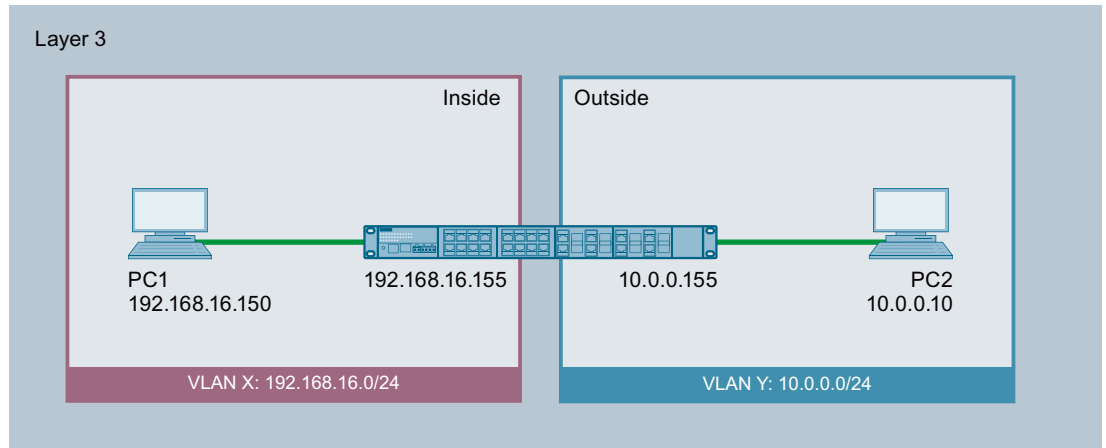 Layer 3
Inside
Outside
PC1
192.168.16.150
192.168.16.155
10.0.0.155
PC2
10.0.0.10
VLAN X: 192.168.16.0/24
VLAN Y: 10.0.0.0/24